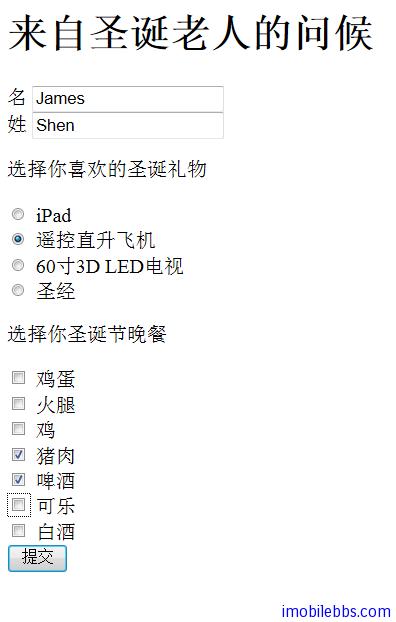 来自圣诞老人的问候
名 James
姓 Shen
选择你喜欢的圣诞礼物
iPad
遥控直升飞机
60寸3D LED电视
圣经
选择你圣诞节晚餐
鸡蛋
火腿
鸡
猪肉
啤酒
可乐
白酒
提交
imobilebbs.com